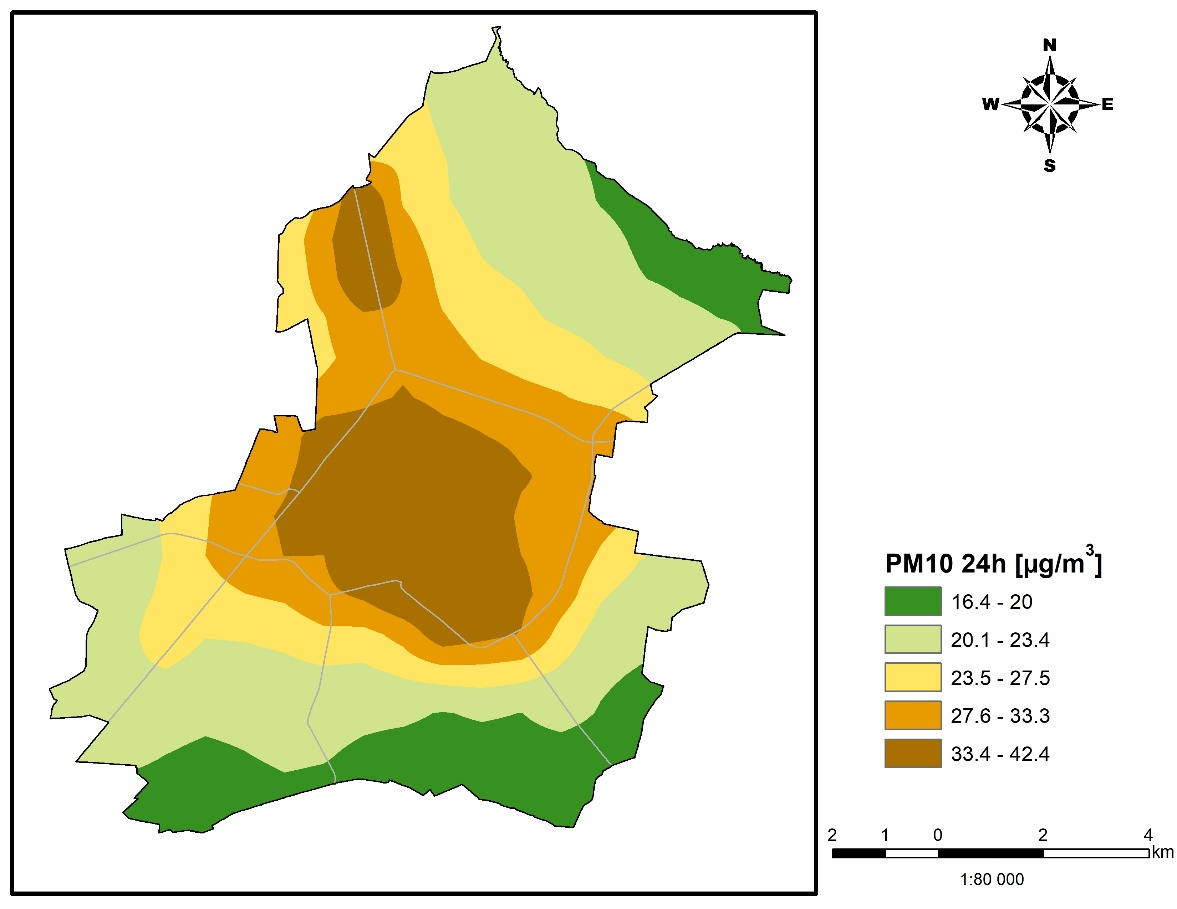 N
W E
S
PM10 24h [µg/m³]
16.4 - 20
20.1 - 23.4
23.5 - 27.5
27.6 - 33.3
33.4 - 42.4
2 1 0 2 4
km
1:80 000